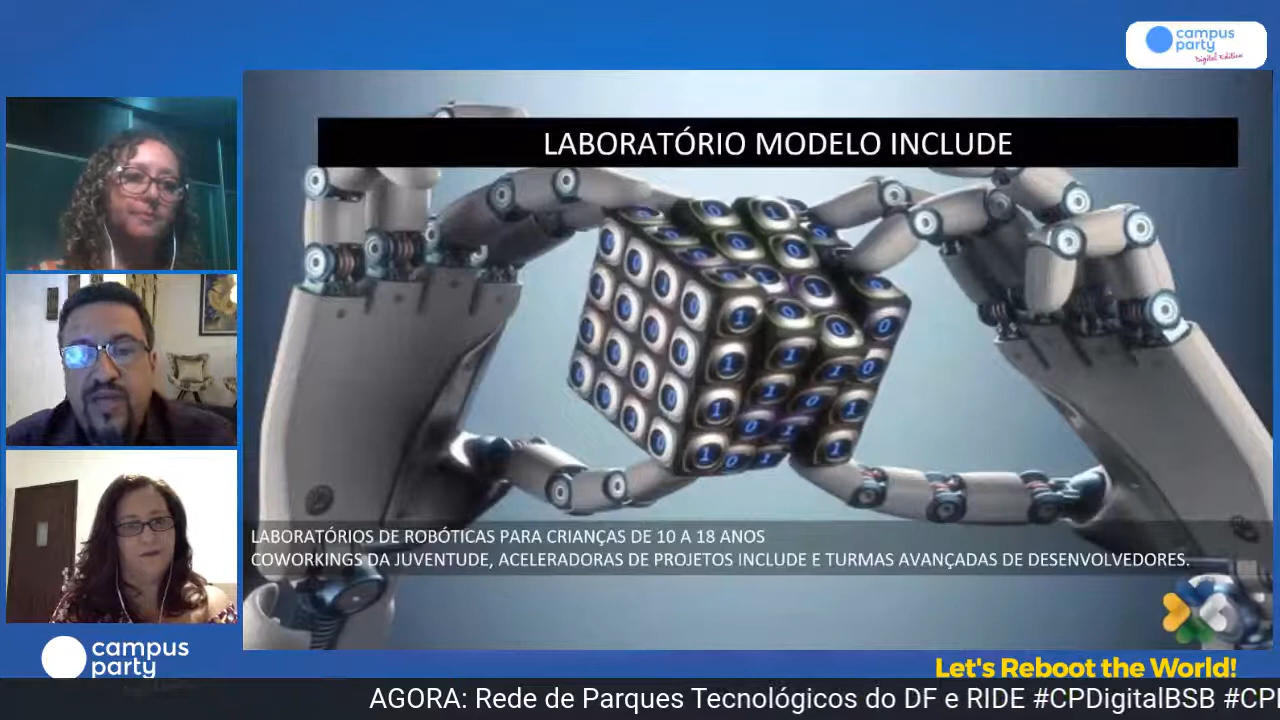 campus
party
Digital Edition
LABORATÓRIO MODELO INCLUDE
LABORATÓRIOS DE ROBÓTICAS PARA CRIANÇAS DE 10 A 18 ANOS
COWORKINGS DA JUVENTUDE, ACELERADORAS DE PROJETOS INCLUDE E TURMAS AVANÇADAS DE DESENVOLVEDORES.
campus
party
Let's Reboot the World!
AGORA: Rede de Parques Tecnológicos do DF e RIDE #CPDigitalBSB #CP